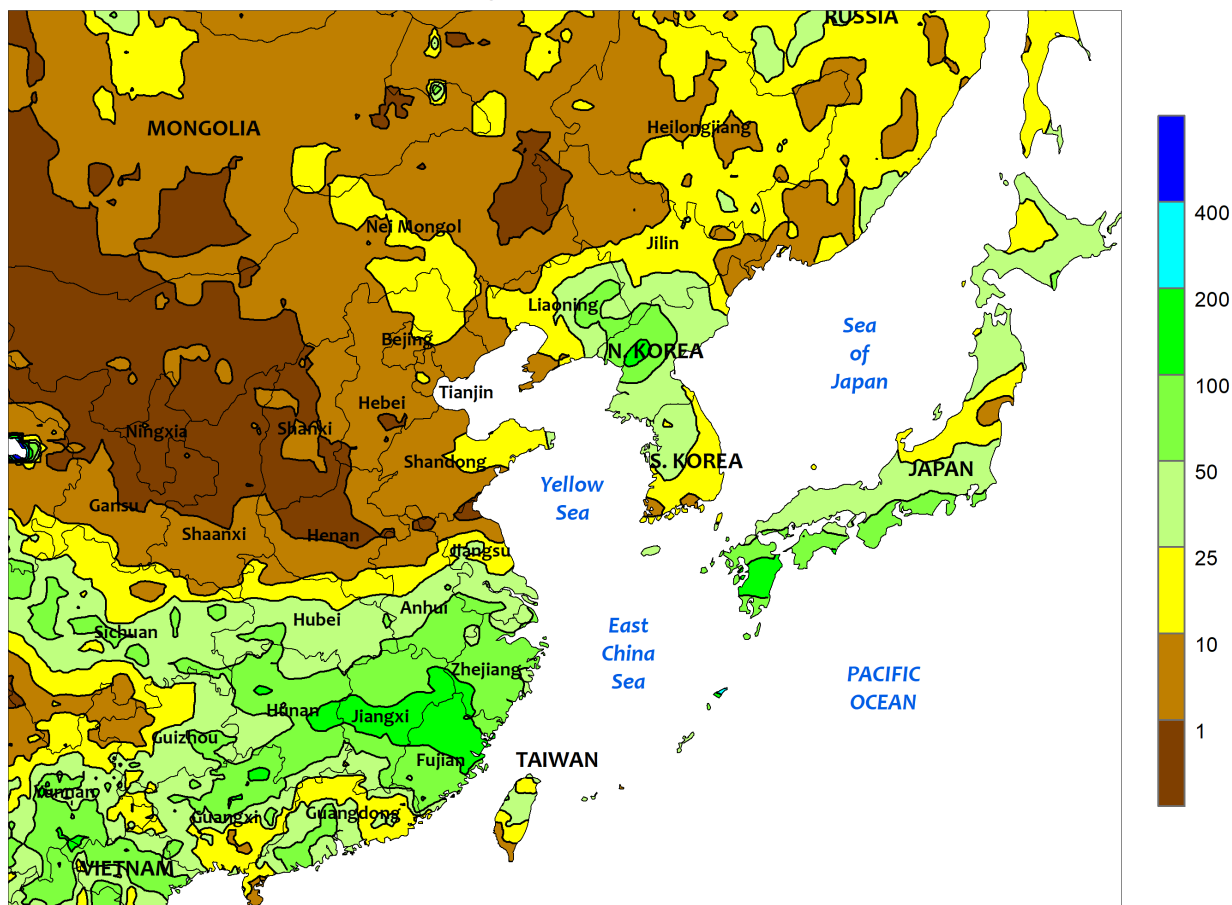 RUSSIA
MONGOLIA
Heilongjiang
Nei Mongol
Jilin
Liaoning
Bejing
N. KOREA
Sea
of
Japan
Tianjin
Hebei
Ningxia
Shanxi
Shandong
S. KOREA
JAPAN
Yellow
Sea
Gansu
Shaanxi
Henan
Jiangsu
Anhui
Hubei
Sichuan
East
China
Sea
Zhejiang
PACIFIC
OCEAN
Hunan
Jiangxi
Guizhou
Fujian
TAIWAN
Yunnan
Guangxi
Guangdong
VIETNAM
400
200
100
50
25
10
1